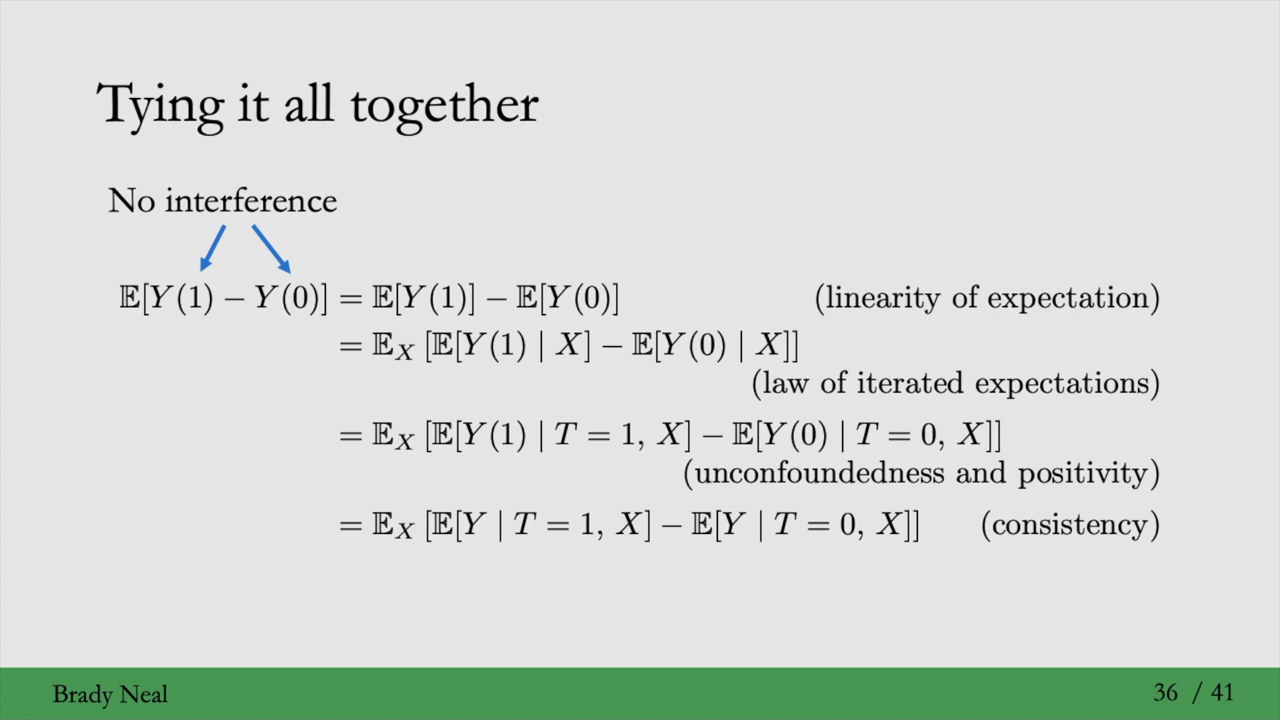 Tying it all together
No interference
𝔼[Y(1) − Y(0)] = 𝔼[Y(1)] − 𝔼[Y(0)] (linearity of expectation)
= 𝔼_X [𝔼[Y(1) | X] − 𝔼[Y(0) | X]]
(law of iterated expectations)
= 𝔼_X [𝔼[Y(1) | T = 1, X] − 𝔼[Y(0) | T = 0, X]]
(unconfoundedness and positivity)
= 𝔼_X [𝔼[Y | T = 1, X] − 𝔼[Y | T = 0, X]] (consistency)
Brady Neal 36 / 41